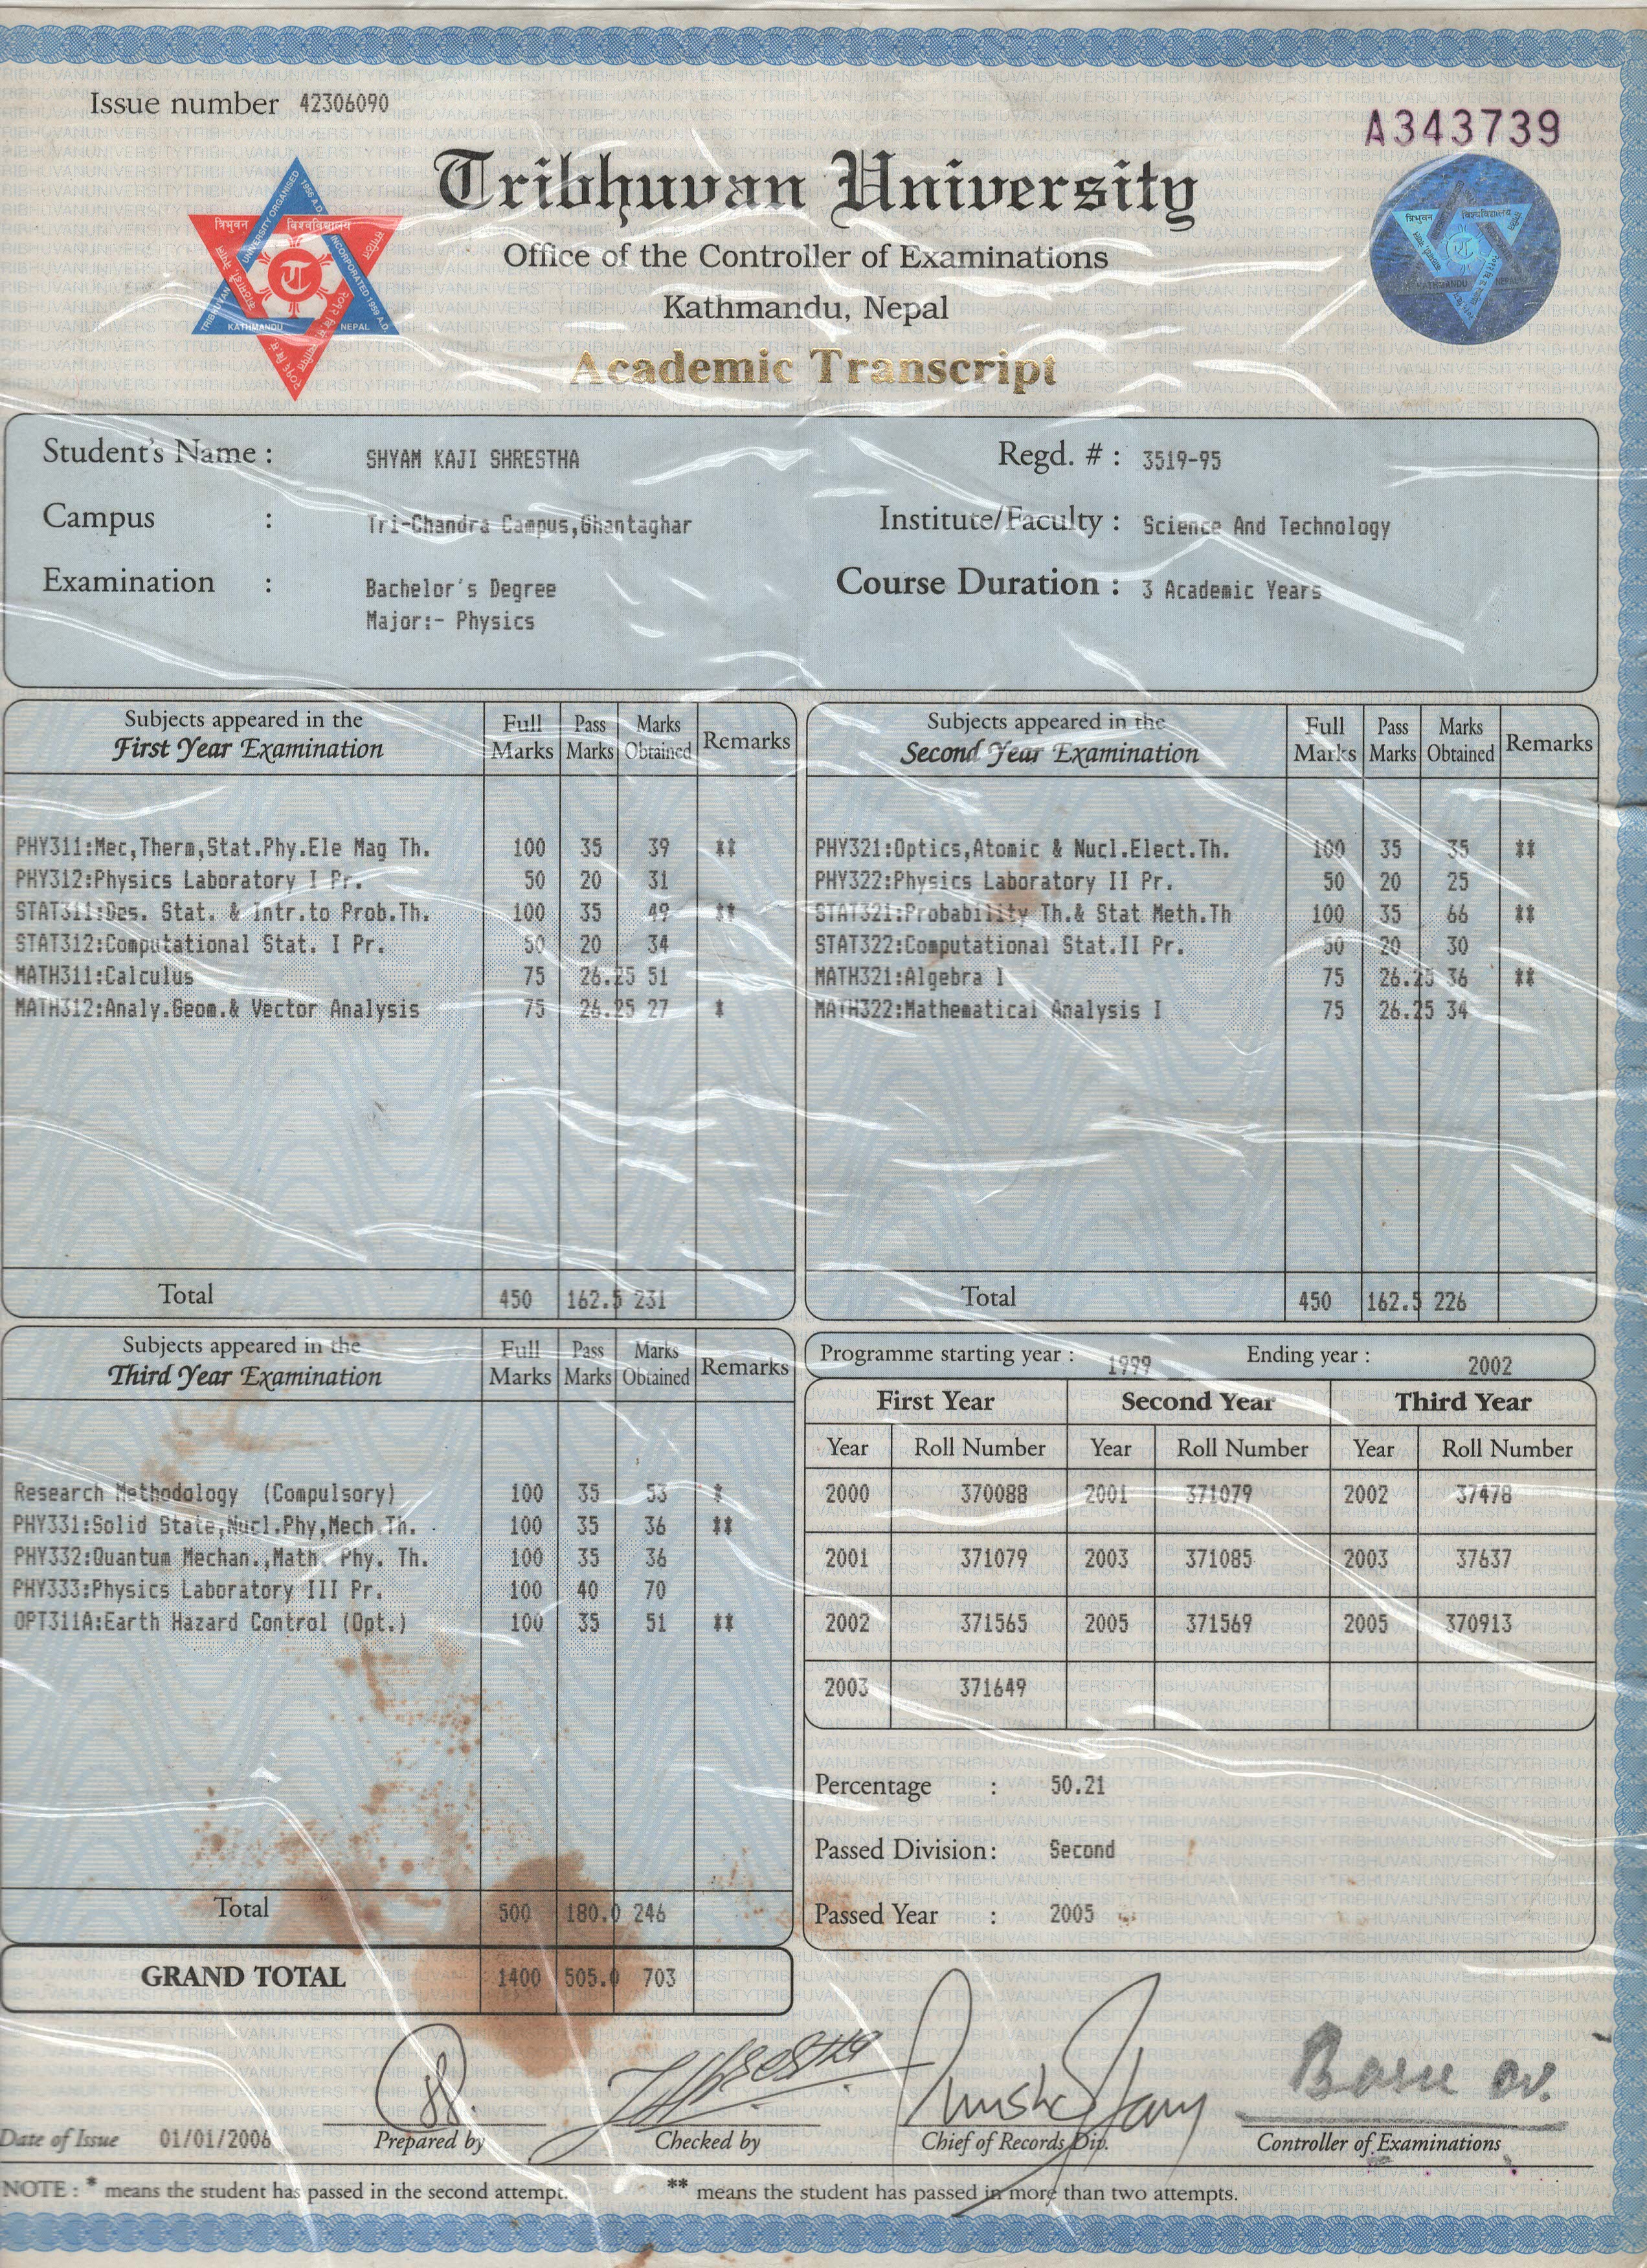 Issue number 42306090
A343739
Tribhuvan University
Office of the Controller of Examinations
Kathmandu, Nepal
Academic Transcript
त्रिभुवन विश्वविद्यालय
TRIBHUVAN UNIVERSITY ORGANISED 1956 A.D.
INCORPORATED 1959 A.D.
KATHMANDU NEPAL
Student's Name : SHYAM KAJI SHRESTHA Regd. # : 3519-95
Campus : Tri-Chandra Campus,Ghantaghar Institute/Faculty : Science And Technology
Examination : Bachelor's Degree Course Duration : 3 Academic Years
Major:- Physics
Subjects appeared in the First Year Examination Full Marks Pass Marks Marks Obtained Remarks
PHY311:Mec,Therm,Stat.Phy.Ele Mag Th. 100 35 39 **
PHY312:Physics Laboratory I Pr. 50 20 31
STAT311:Des. Stat. & Intr.to Prob.Th. 100 35 49 **
STAT312:Computational Stat. I Pr. 50 20 34
MATH311:Calculus 75 26.25 51
MATH312:Analy.Geom.& Vector Analysis 75 26.25 27 *
Total 450 162.5 231
Subjects appeared in the Second Year Examination Full Marks Pass Marks Marks Obtained Remarks
PHY321:Optics,Atomic & Nucl.Elect.Th. 100 35 35 **
PHY322:Physics Laboratory II Pr. 50 20 25
STAT321:Probability Th.& Stat Meth.Th 100 35 66 **
STAT322:Computational Stat.II Pr. 50 20 30
MATH321:Algebra I 75 26.25 36 **
MATH322:Mathematical Analysis I 75 26.25 34
Total 450 162.5 226
Subjects appeared in the Third Year Examination Full Marks Pass Marks Marks Obtained Remarks
Research Methodology (Compulsory) 100 35 53 *
PHY331:Solid State,Nucl.Phy,Mech.Th. 100 35 36 **
PHY332:Quantum Mechan.,Math. Phy. Th. 100 35 36
PHY333:Physics Laboratory III Pr. 100 40 70
OPT311A:Earth Hazard Control (Opt.) 100 35 51 **
Total 500 180.0 246
GRAND TOTAL 1400 505.0 703
Programme starting year : 1999 Ending year : 2002
First Year Second Year Third Year
Year Roll Number Year Roll Number Year Roll Number
2000 370088 2001 371079 2002 37478
2001 371079 2003 371085 2003 37637
2002 371565 2005 371569 2005 370913
2003 371649
Percentage : 50.21
Passed Division: Second
Passed Year : 2005
Date of Issue 01/01/2006 Prepared by Checked by Chief of Records Div. Controller of Examinations
NOTE : * means the student has passed in the second attempt. ** means the student has passed in more than two attempts.